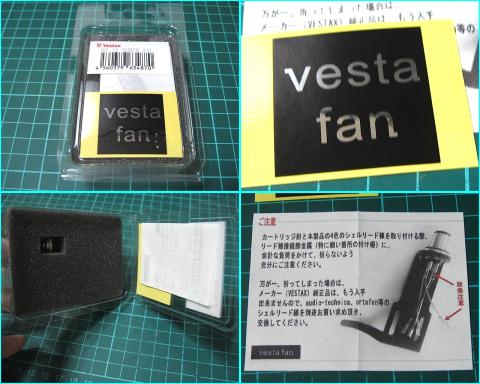 Vestax
4 560379 654870
vesta
fan
万が一、折ってしまった場合は、
メーカー (VESTAX) 純正品は、もう入手
vesta
fan
ご注意
カートリッジ針と本製品の4色のシェルリード線を取り付ける際、
リード線接続部金属 (特に細い箇所の付け根) に、
余計な負荷をかけて、折らないよう
充分にご注意ください。
万が一、折ってしまった場合は、
メーカー (VESTAX) 純正品は、もう入手
出来ませんので、audio-technica, ortofon等の
シェルリード線を別途お買い求め頂き、
交換してください。
取扱注意
vesta fan